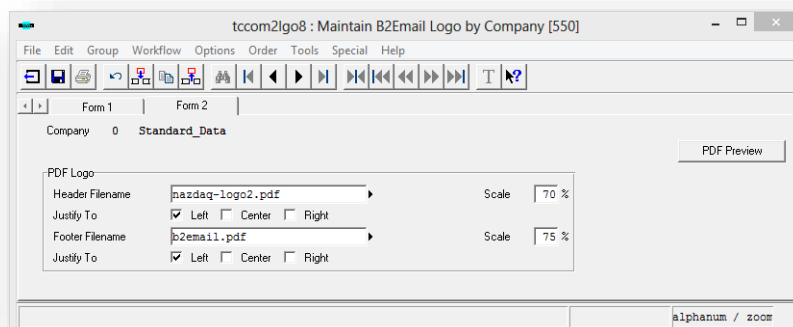 tccom2lgo8 : Maintain B2Email Logo by Company [550]
File Edit Group Workflow Options Order Tools Special Help
T ?
Form 1 Form 2
Company 0 Standard_Data
PDF Preview
PDF Logo
Header Filename nazdaq-logo2.pdf Scale 70 %
Justify To Left Center Right
Footer Filename b2email.pdf Scale 75 %
Justify To Left Center Right
alphanum / zoom